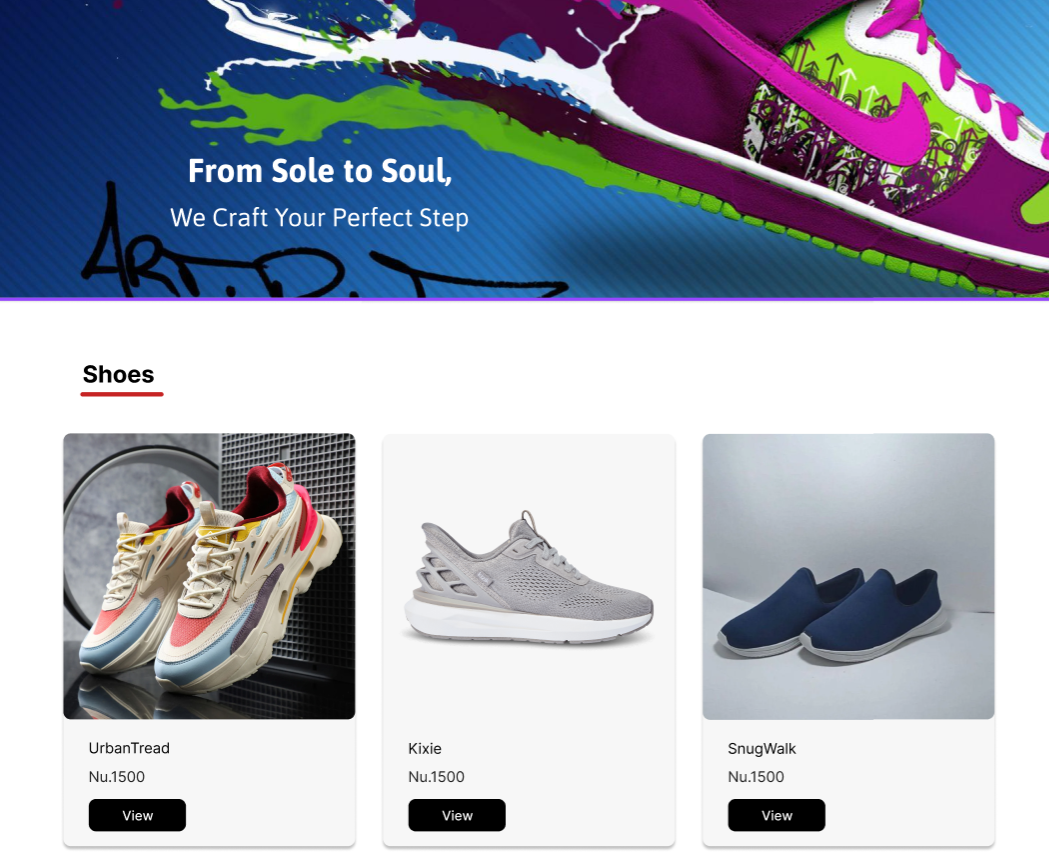 From Sole to Soul,
We Craft Your Perfect Step
Shoes
UrbanTread
Nu.1500
View
Kixie
Nu.1500
View
SnugWalk
Nu.1500
View